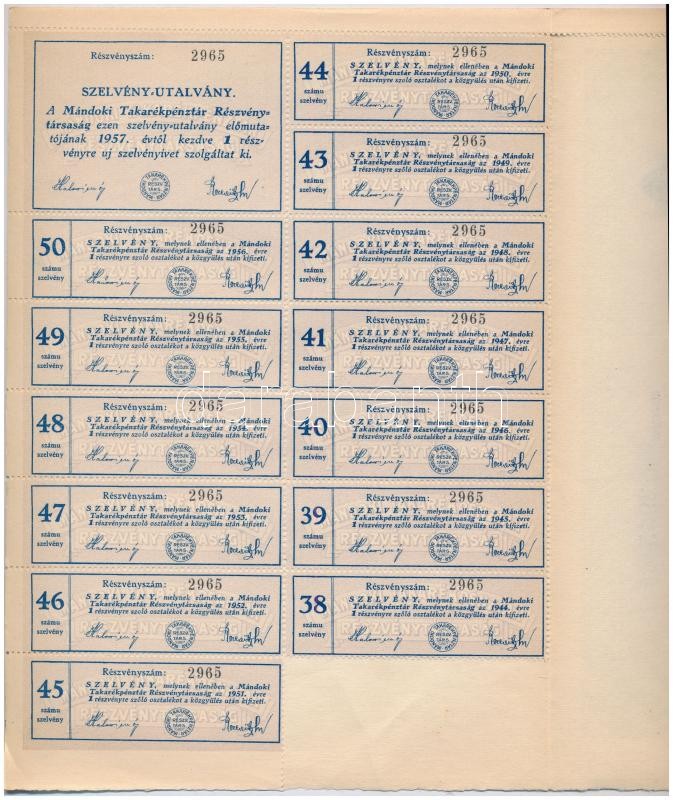 Részvényszám: 2965
SZELVÉNY-UTALVÁNY.
A Mándoki Takarékpénztár Részvény-
társaság ezen szelvény-utalvány előmuta-
tójának 1957. évtől kezdve 1 rész-
vényre uj szelvényivet szolgáltat ki.
Részvényszám: 2965
50
számu
szelvény
SZELVÉNY, melynek ellenében a Mándoki
Takarékpénztár Részvénytársaság az 1956. évre
1 részvényre szóló osztalékot a közgyülés után kifizeti.
Részvényszám: 2965
49
számu
szelvény
SZELVÉNY, melynek ellenében a Mándoki
Takarékpénztár Részvénytársaság az 1955. évre
1 részvényre szóló osztalékot a közgyülés után kifizeti.
Részvényszám: 2965
48
számu
szelvény
SZELVÉNY, melynek ellenében a Mándoki
Takarékpénztár Részvénytársaság az 1954. évre
1 részvényre szóló osztalékot a közgyülés után kifizeti.
Részvényszám: 2965
47
számu
szelvény
SZELVÉNY, melynek ellenében a Mándoki
Takarékpénztár Részvénytársaság az 1953. évre
1 részvényre szóló osztalékot a közgyülés után kifizeti.
Részvényszám: 2965
46
számu
szelvény
SZELVÉNY, melynek ellenében a Mándoki
Takarékpénztár Részvénytársaság az 1952. évre
1 részvényre szóló osztalékot a közgyülés után kifizeti.
Részvényszám: 2965
45
számu
szelvény
SZELVÉNY, melynek ellenében a Mándoki
Takarékpénztár Részvénytársaság az 1951. évre
1 részvényre szóló osztalékot a közgyülés után kifizeti.
Részvényszám: 2965
44
számu
szelvény
SZELVÉNY, melynek ellenében a Mándoki
Takarékpénztár Részvénytársaság az 1950. évre
1 részvényre szóló osztalékot a közgyülés után kifizeti.
Részvényszám: 2965
43
számu
szelvény
SZELVÉNY, melynek ellenében a Mándoki
Takarékpénztár Részvénytársaság az 1949. évre
1 részvényre szóló osztalékot a közgyülés után kifizeti.
Részvényszám: 2965
42
számu
szelvény
SZELVÉNY, melynek ellenében a Mándoki
Takarékpénztár Részvénytársaság az 1948. évre
1 részvényre szóló osztalékot a közgyülés után kifizeti.
Részvényszám: 2965
41
számu
szelvény
SZELVÉNY, melynek ellenében a Mándoki
Takarékpénztár Részvénytársaság az 1947. évre
1 részvényre szóló osztalékot a közgyülés után kifizeti.
Részvényszám: 2965
40
számu
szelvény
SZELVÉNY, melynek ellenében a Mándoki
Takarékpénztár Részvénytársaság az 1946. évre
1 részvényre szóló osztalékot a közgyülés után kifizeti.
Részvényszám: 2965
39
számu
szelvény
SZELVÉNY, melynek ellenében a Mándoki
Takarékpénztár Részvénytársaság az 1945. évre
1 részvényre szóló osztalékot a közgyülés után kifizeti.
Részvényszám: 2965
38
számu
szelvény
SZELVÉNY, melynek ellenében a Mándoki
Takarékpénztár Részvénytársaság az 1944. évre
1 részvényre szóló osztalékot a közgyülés után kifizeti.
darabanth